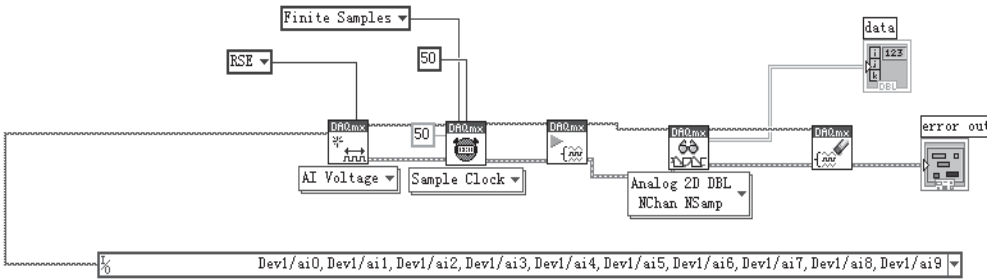 Finite Samples
data
i 123
j
k
DBL
RSE
50
DAQmx
50
DAQmx
DAQmx
DAQmx
DAQmx
error out
AI Voltage
Sample Clock
Analog 2D DBL
NChan NSamp
I/O Dev1/ai0, Dev1/ai1, Dev1/ai2, Dev1/ai3, Dev1/ai4, Dev1/ai5, Dev1/ai6, Dev1/ai7, Dev1/ai8, Dev1/ai9